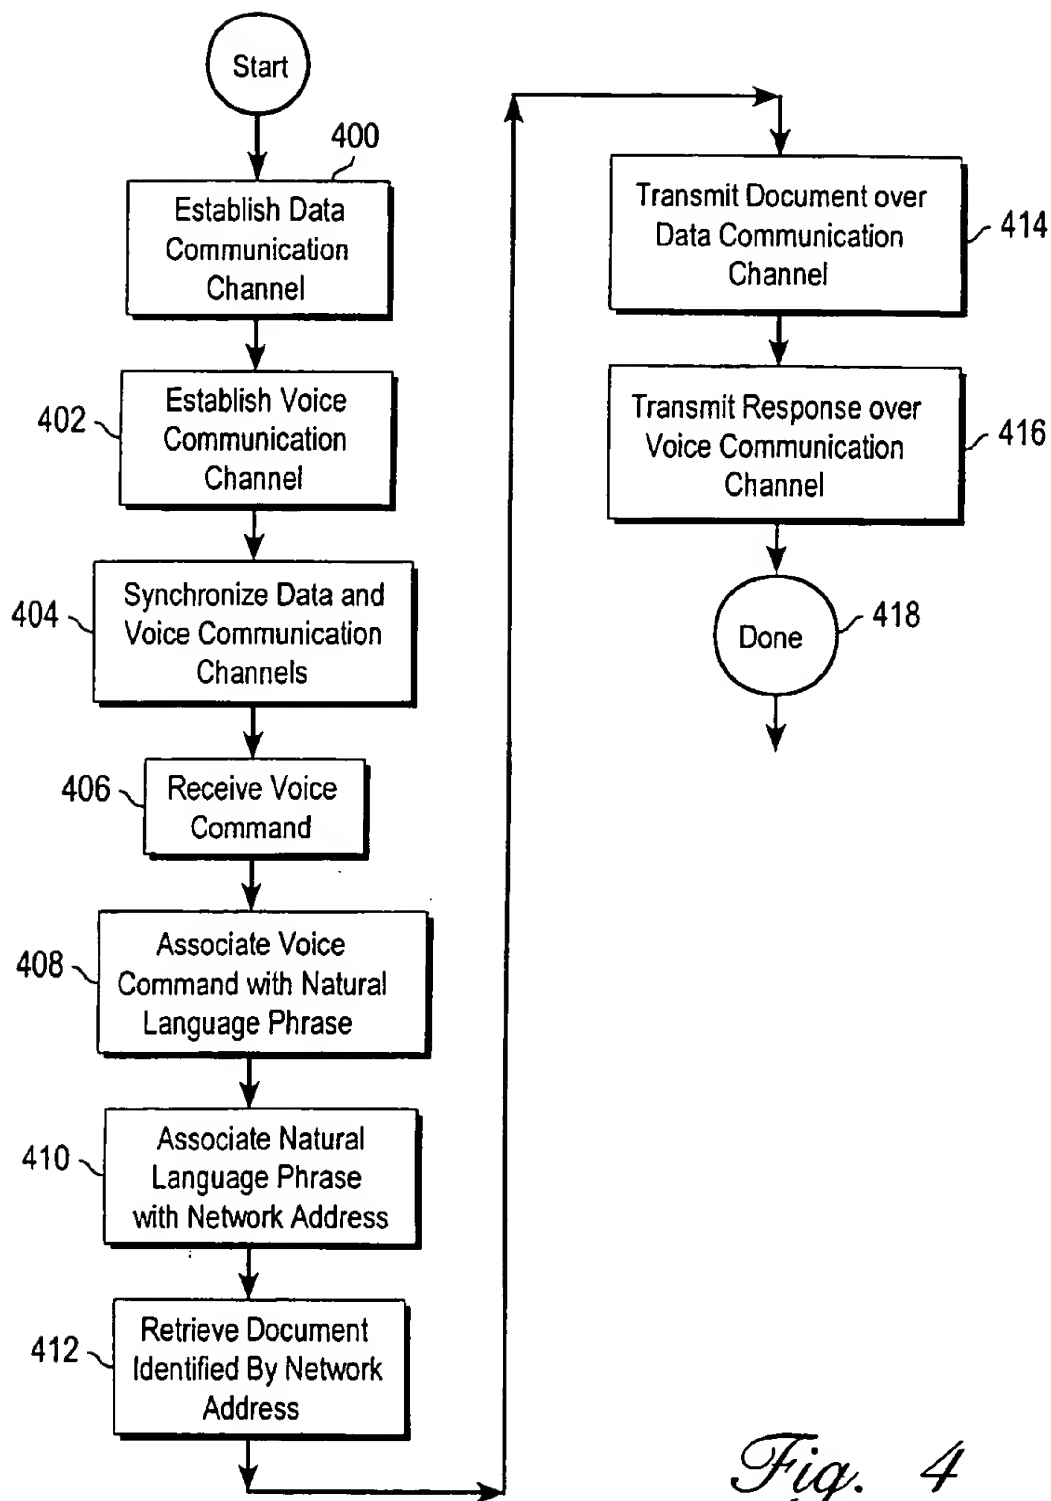 Start
400
Establish Data
Communication
Channel
402
Establish Voice
Communication
Channel
404
Synchronize Data and
Voice Communication
Channels
406
Receive Voice
Command
408
Associate Voice
Command with Natural
Language Phrase
410
Associate Natural
Language Phrase
with Network Address
412
Retrieve Document
Identified By Network
Address
Transmit Document over
Data Communication
Channel
414
Transmit Response over
Voice Communication
Channel
416
Done
418
Fig. 4